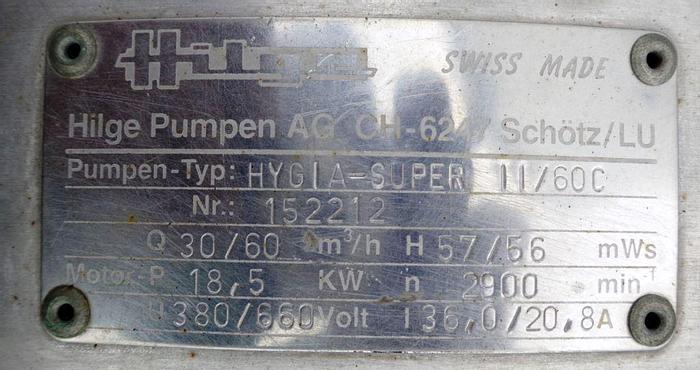 Hilge SWISS MADE
Hilge Pumpen AG CH-6247 Schötz/LU
Pumpen-Typ: HYGIA-SUPER II/60C
Nr.: 152212
Q 30/60 m³/h H 57/56 mWs
Motor: P 18,5 KW n 2900 min⁻¹
U 380/660 Volt I 36,0/20,8 A